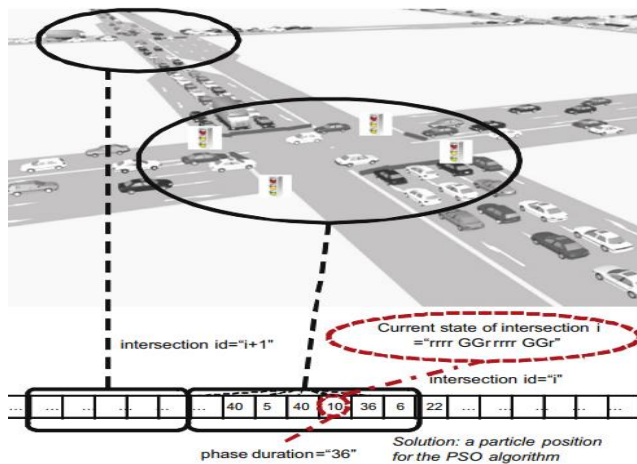 Current state of intersection i
="rrrr GGr rrrr GGr"
intersection id="i+1"
intersection id="i"
... ... ... ... ... ... 40 5 40 10 36 6 22 ... ... ... ... ...
phase duration="36"
Solution: a particle position
for the PSO algorithm